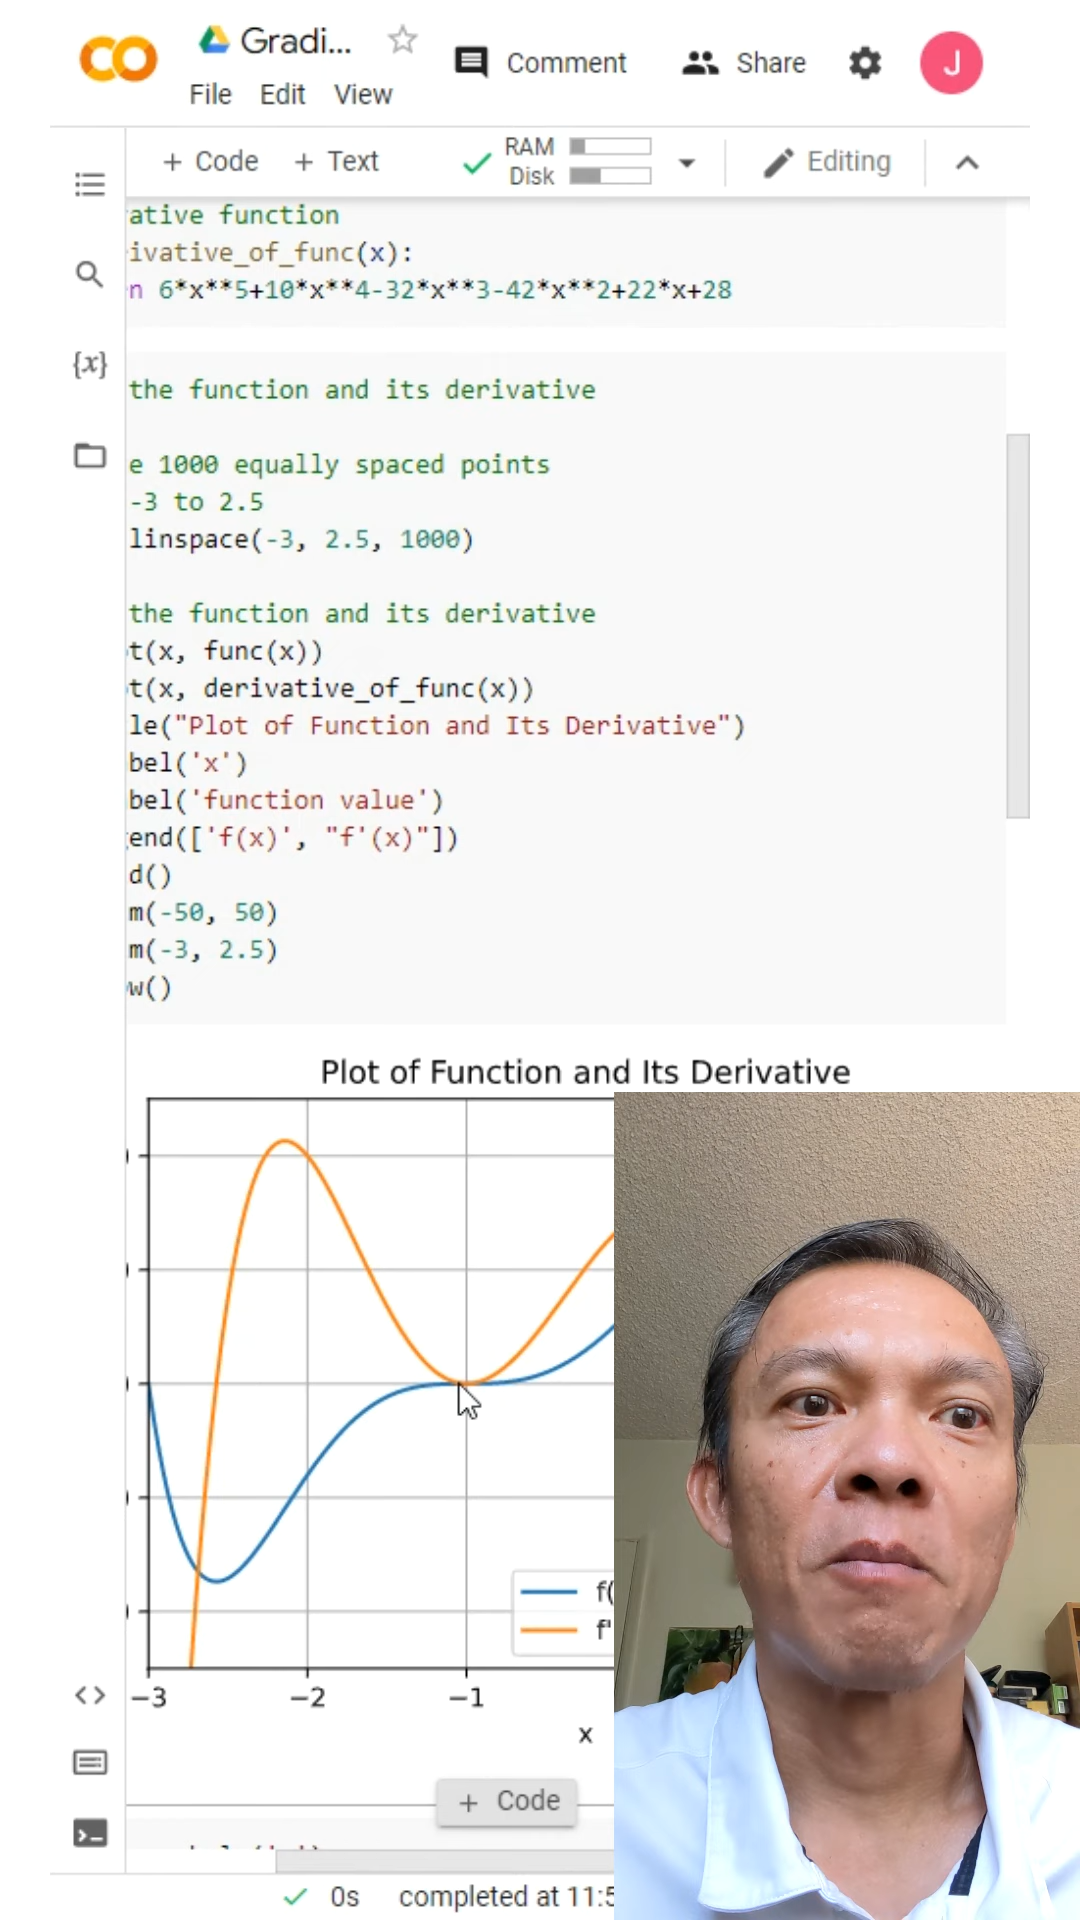 Gradi...
Comment
Share
J
File Edit View
+ Code + Text
RAM
Disk
Editing
ative function
ivative_of_func(x):
n 6*x**5+10*x**4-32*x**3-42*x**2+22*x+28
{x}
the function and its derivative
e 1000 equally spaced points
-3 to 2.5
linspace(-3, 2.5, 1000)
the function and its derivative
t(x, func(x))
t(x, derivative_of_func(x))
le("Plot of Function and Its Derivative")
bel('x')
bel('function value')
end(['f(x)', "f'(x)"])
d()
m(-50, 50)
m(-3, 2.5)
w()
Plot of Function and Its Derivative
f(
f'
−3 −2 −1
x
+ Code
0s completed at 11:5